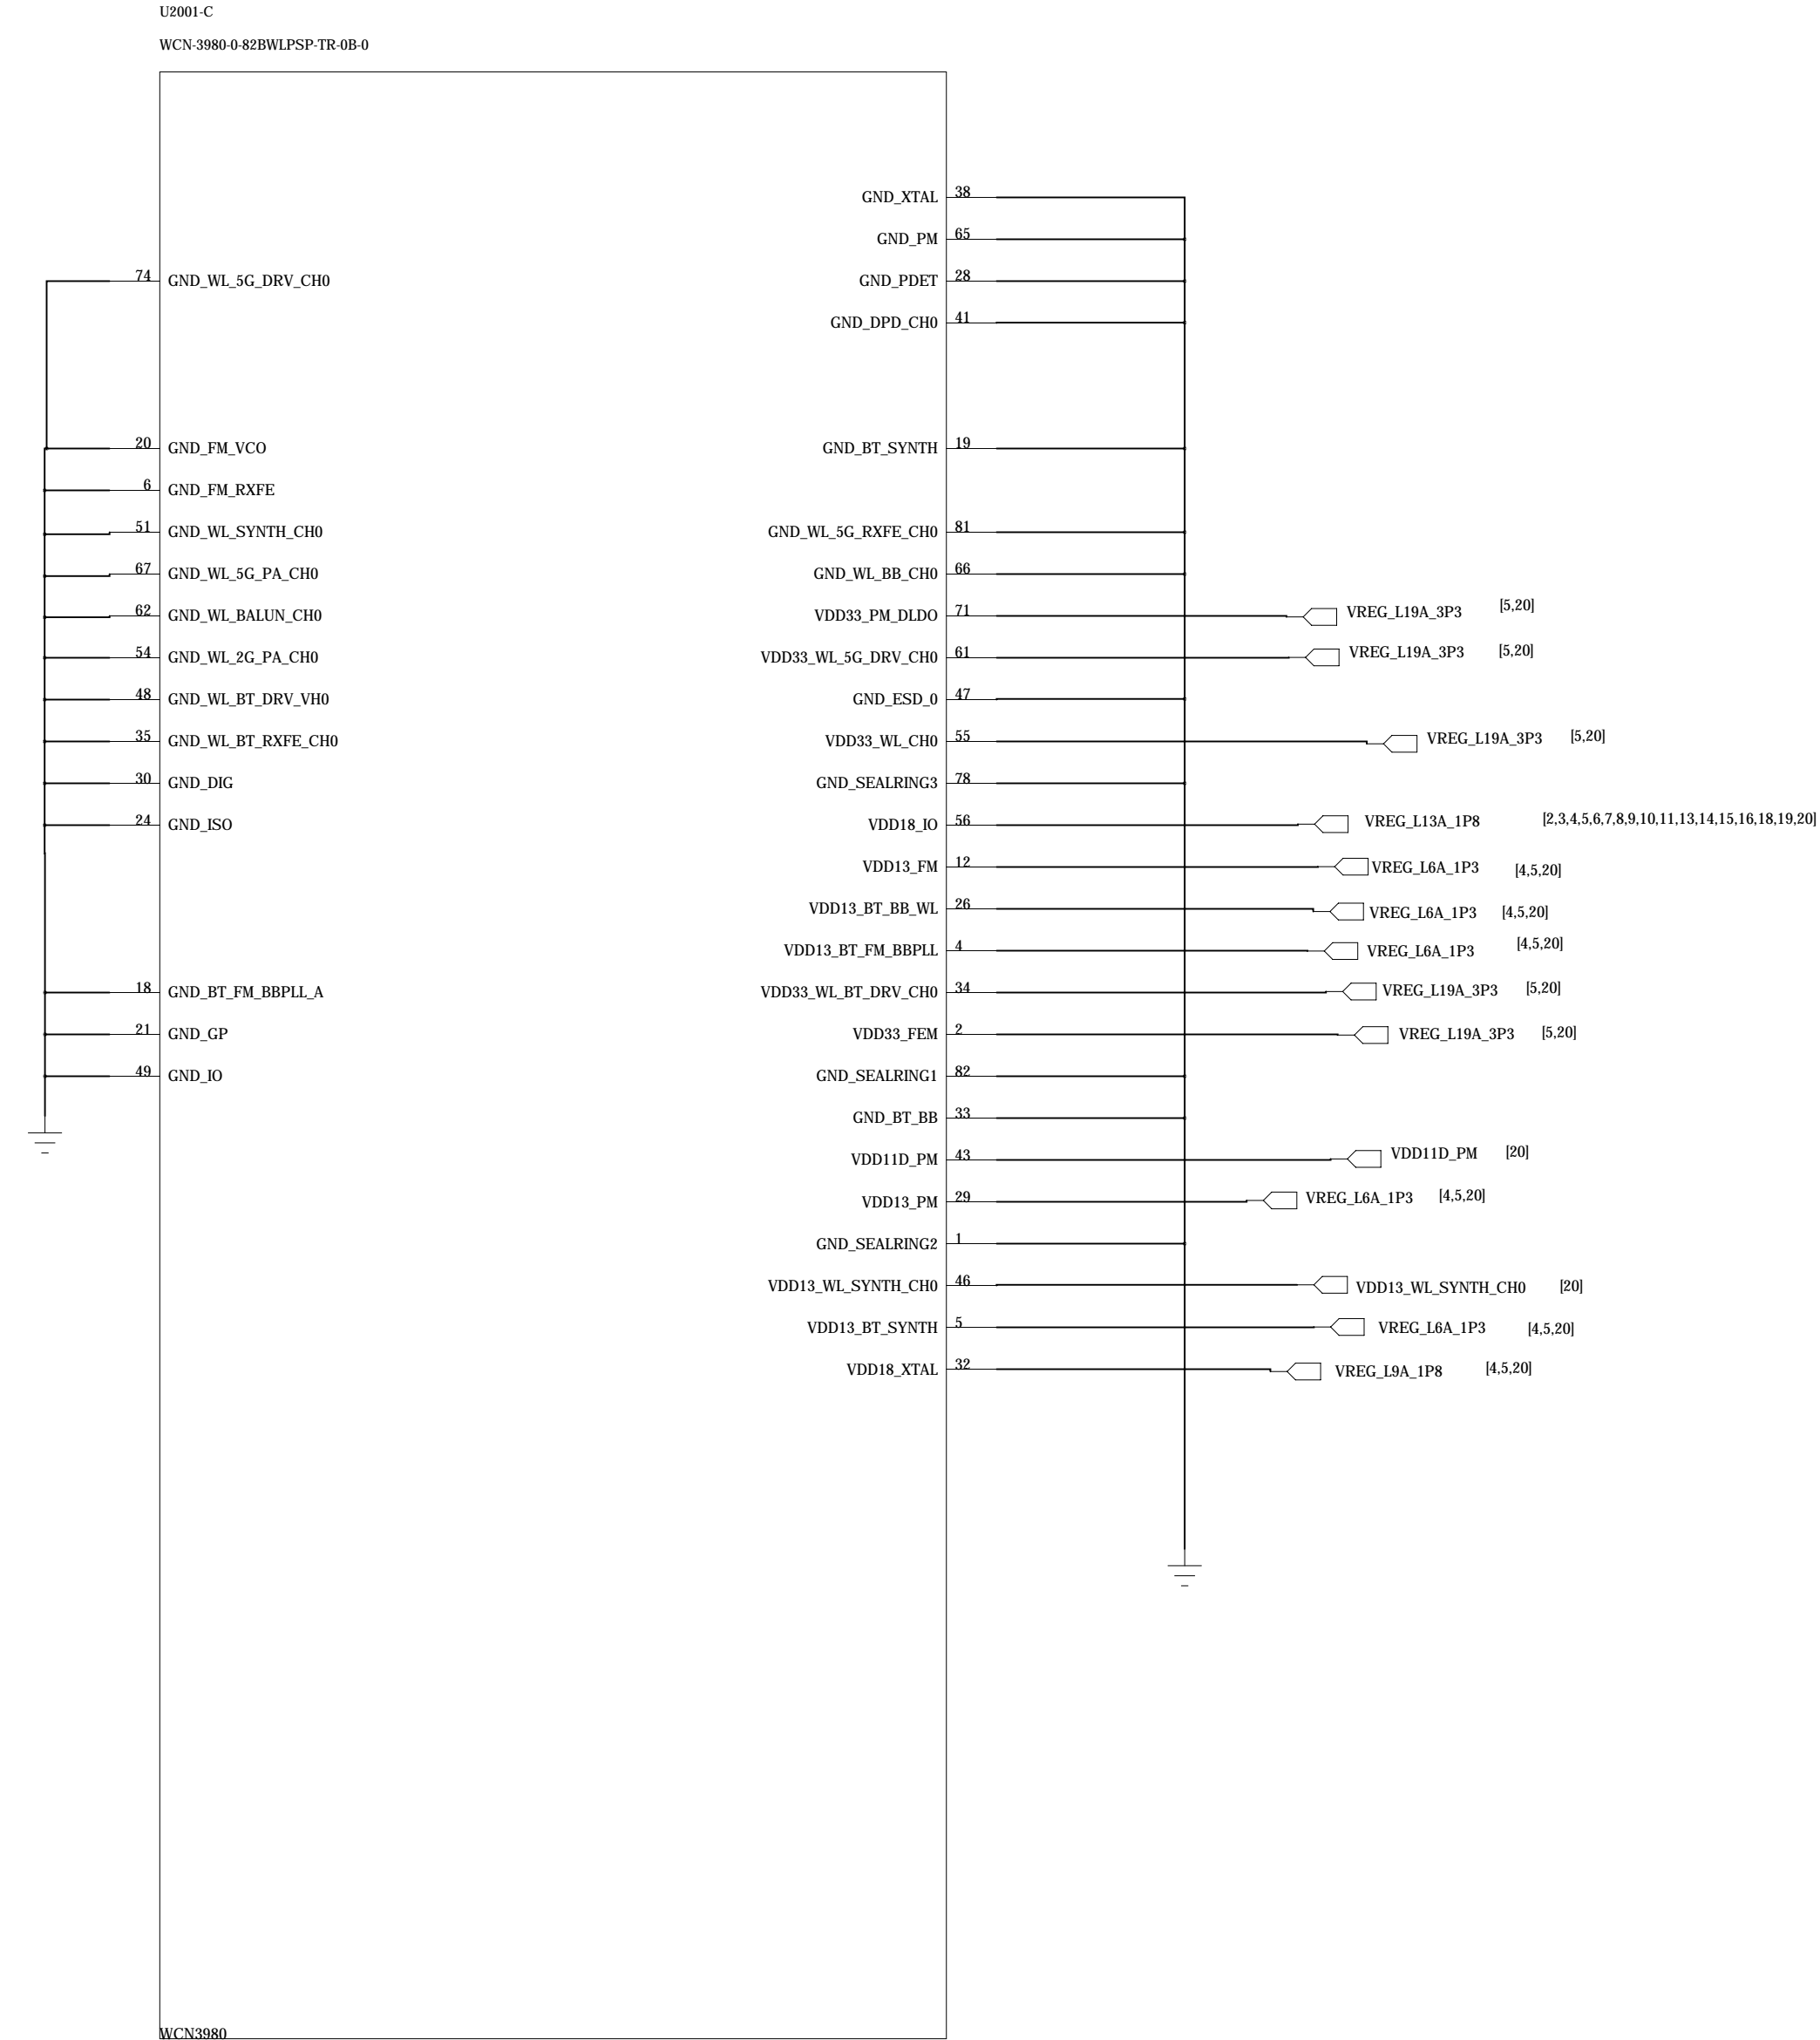 U2001-C
WCN-3980-0-82BWLPSP-TR-0B-0
GND_XTAL 38
GND_PM 65
74 GND_WL_5G_DRV_CH0 GND_PDET 28
GND_DPD_CH0 41
20 GND_FM_VCO GND_BT_SYNTH 19
6 GND_FM_RXFE
51 GND_WL_SYNTH_CH0 GND_WL_5G_RXFE_CH0 81
67 GND_WL_5G_PA_CH0 GND_WL_BB_CH0 66
62 GND_WL_BALUN_CH0 VDD33_PM_DLDO 71 VREG_L19A_3P3 [5,20]
54 GND_WL_2G_PA_CH0 VDD33_WL_5G_DRV_CH0 61 VREG_L19A_3P3 [5,20]
48 GND_WL_BT_DRV_VH0 GND_ESD_0 47
35 GND_WL_BT_RXFE_CH0 VDD33_WL_CH0 55 VREG_L19A_3P3 [5,20]
30 GND_DIG GND_SEALRING3 78
24 GND_ISO VDD18_IO 56 VREG_L13A_1P8 [2,3,4,5,6,7,8,9,10,11,13,14,15,16,18,19,20]
VDD13_FM 12 VREG_L6A_1P3 [4,5,20]
VDD13_BT_BB_WL 26 VREG_L6A_1P3 [4,5,20]
VDD13_BT_FM_BBPLL 4 VREG_L6A_1P3 [4,5,20]
18 GND_BT_FM_BBPLL_A VDD33_WL_BT_DRV_CH0 34 VREG_L19A_3P3 [5,20]
21 GND_GP VDD33_FEM 2 VREG_L19A_3P3 [5,20]
49 GND_IO GND_SEALRING1 82
GND_BT_BB 33
VDD11D_PM 43 VDD11D_PM [20]
VDD13_PM 29 VREG_L6A_1P3 [4,5,20]
GND_SEALRING2 1
VDD13_WL_SYNTH_CH0 46 VDD13_WL_SYNTH_CH0 [20]
VDD13_BT_SYNTH 5 VREG_L6A_1P3 [4,5,20]
VDD18_XTAL 32 VREG_L9A_1P8 [4,5,20]
WCN3980